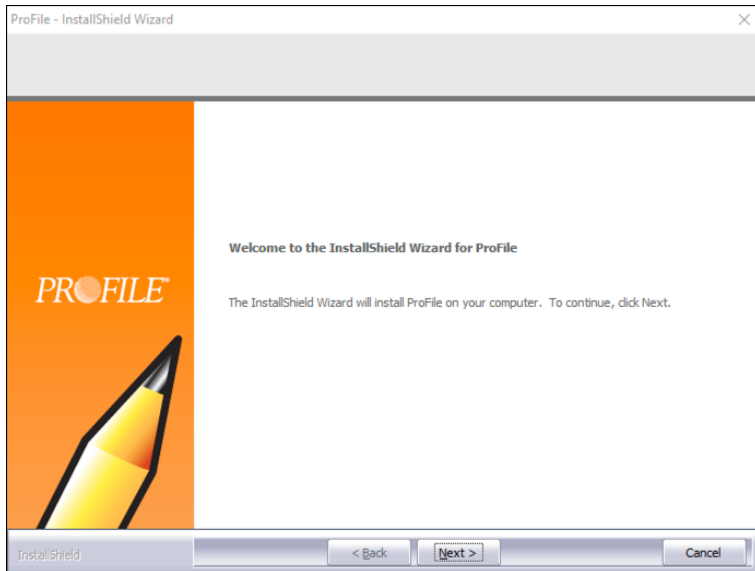 ProFile - InstallShield Wizard
PROFILE
Welcome to the InstallShield Wizard for ProFile
The InstallShield Wizard will install ProFile on your computer. To continue, click Next.
InstallShield
< Back
Next >
Cancel